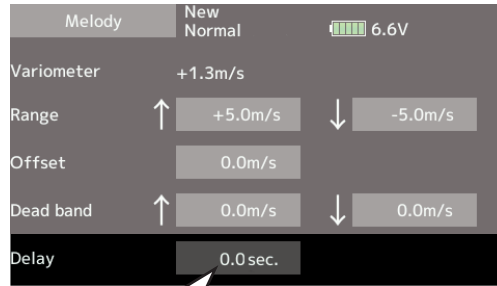 Melody New Normal 6.6V
Variometer +1.3m/s
Range ↑ +5.0m/s ↓ -5.0m/s
Offset 0.0m/s
Dead band ↑ 0.0m/s ↓ 0.0m/s
Delay 0.0 sec.